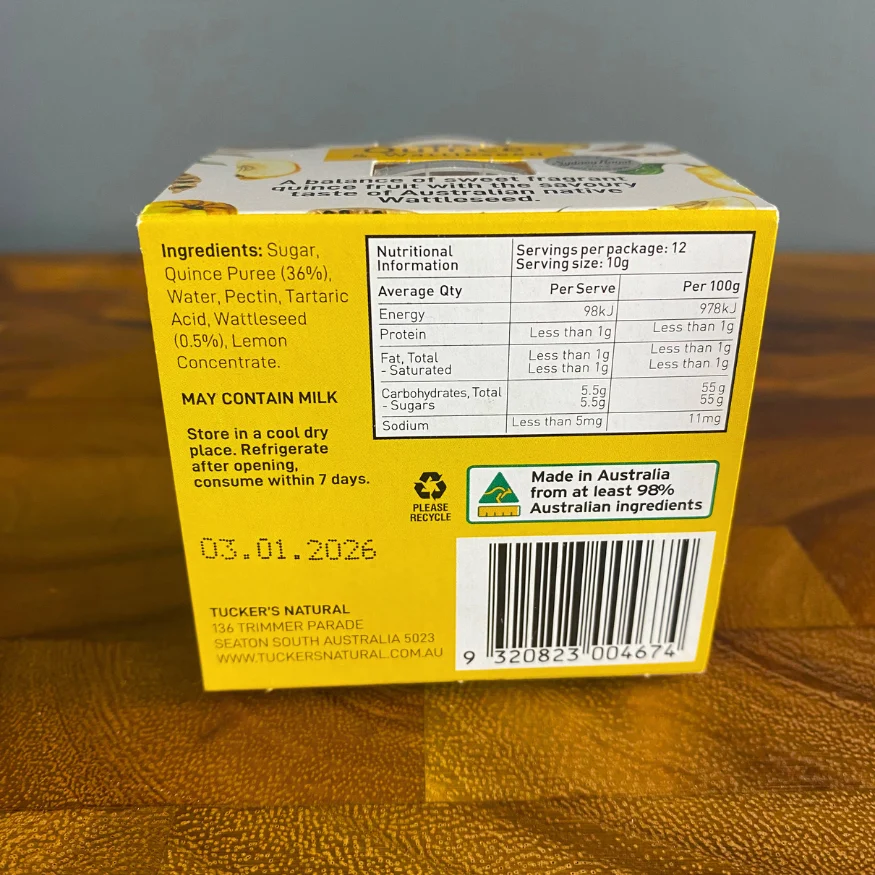 Quince
& Wattleseed
A balance of sweet fragrant
quince fruit with the savoury
taste of Australian native
Wattleseed.
Ingredients: Sugar,
Quince Puree (36%),
Water, Pectin, Tartaric
Acid, Wattleseed
(0.5%), Lemon
Concentrate.
MAY CONTAIN MILK
Store in a cool dry
place. Refrigerate
after opening,
consume within 7 days.
Nutritional Information Servings per package: 12 Serving size: 10g
Average Qty Per Serve Per 100g
Energy 98kJ 978kJ
Protein Less than 1g Less than 1g
Fat, Total Less than 1g Less than 1g
- Saturated Less than 1g Less than 1g
Carbohydrates, Total 5.5g 55g
- Sugars 5.5g 55g
Sodium Less than 5mg 11mg
PLEASE
RECYCLE
Made in Australia
from at least 98%
Australian ingredients
03.01.2026
TUCKER'S NATURAL
136 TRIMMER PARADE
SEATON SOUTH AUSTRALIA 5023
WWW.TUCKERSNATURAL.COM.AU
9 320823 004674